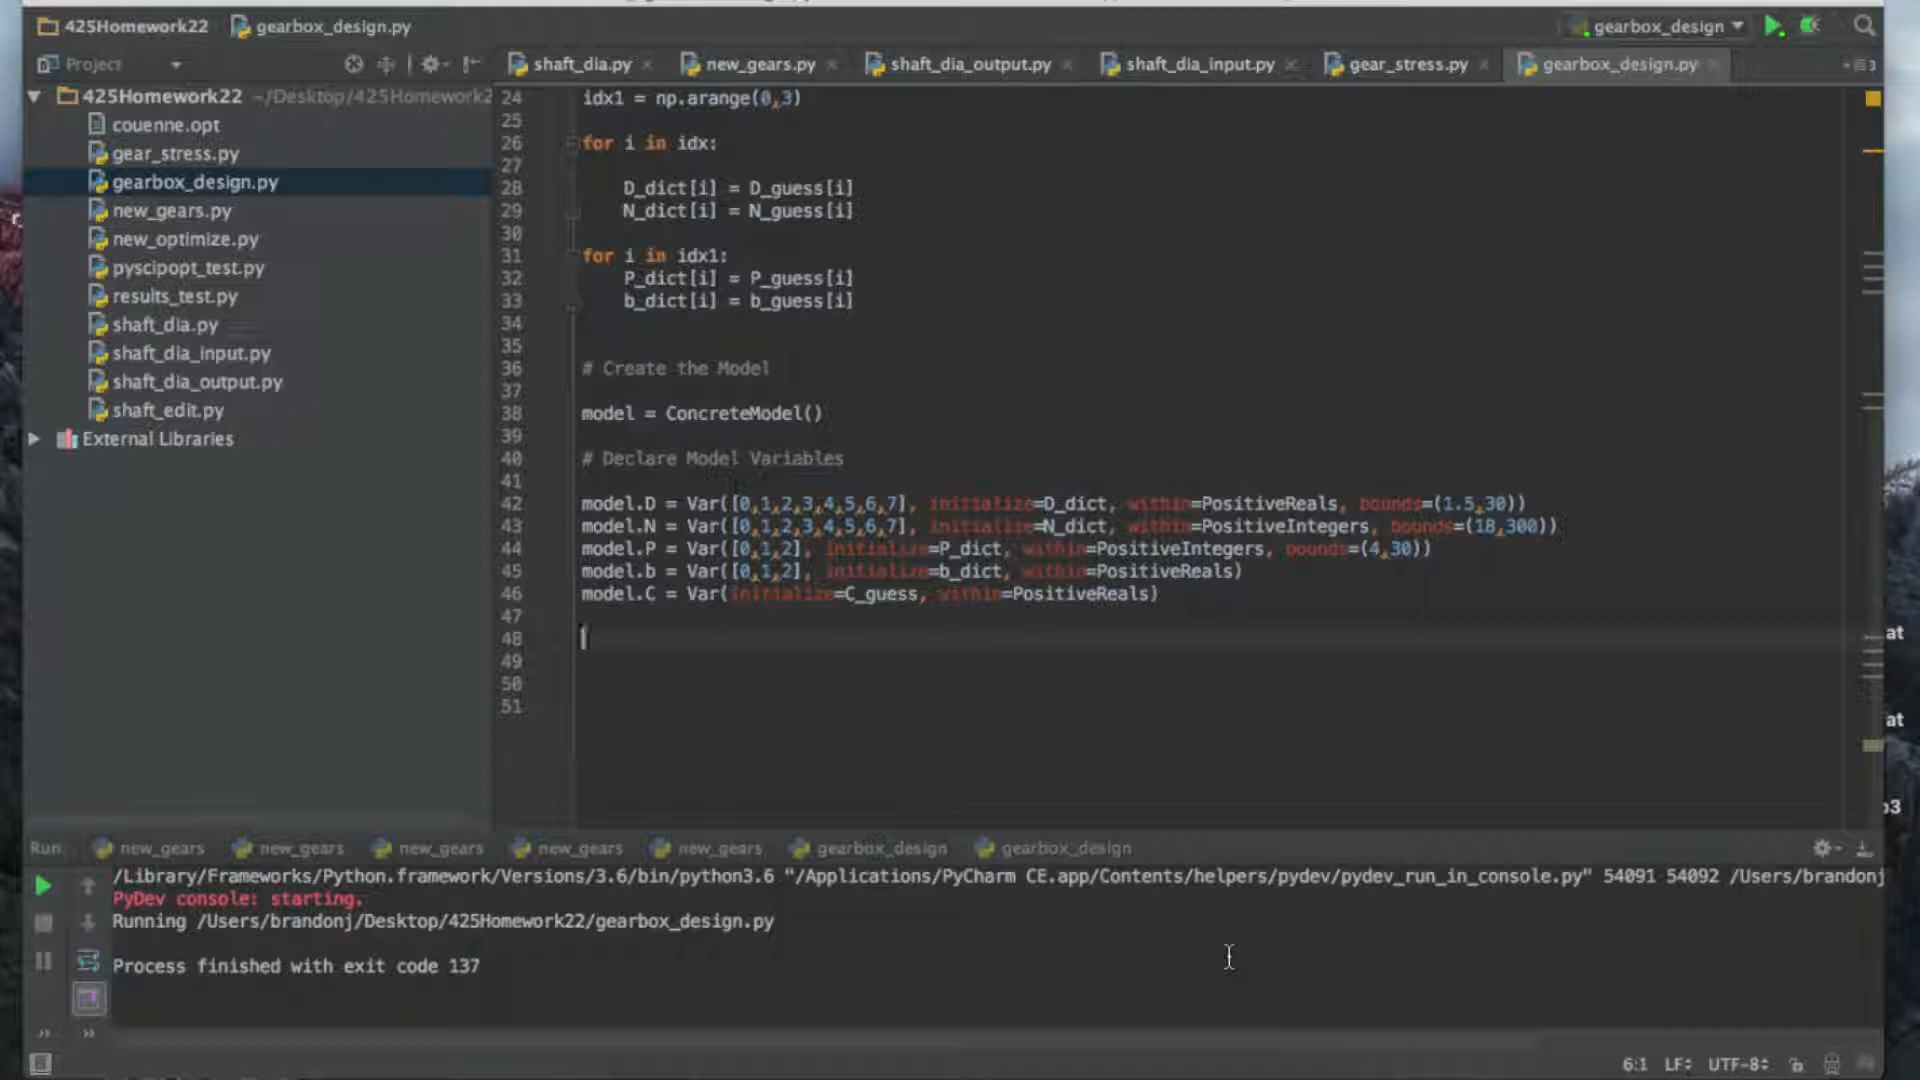 425Homework22 gearbox_design.py gearbox_design
Project shaft_dia.py new_gears.py shaft_dia_output.py shaft_dia_input.py gear_stress.py gearbox_design.py
425Homework22 ~/Desktop/425Homework2
couenne.opt
gear_stress.py
gearbox_design.py
new_gears.py
new_optimize.py
pyscipopt_test.py
results_test.py
shaft_dia.py
shaft_dia_input.py
shaft_dia_output.py
shaft_edit.py
External Libraries
24 idx1 = np.arange(0,3)
25
26 for i in idx:
27
28 D_dict[i] = D_guess[i]
29 N_dict[i] = N_guess[i]
30
31 for i in idx1:
32 P_dict[i] = P_guess[i]
33 b_dict[i] = b_guess[i]
34
35
36 # Create the Model
37
38 model = ConcreteModel()
39
40 # Declare Model Variables
41
42 model.D = Var([0,1,2,3,4,5,6,7], initialize=D_dict, within=PositiveReals, bounds=(1.5,30))
43 model.N = Var([0,1,2,3,4,5,6,7], initialize=N_dict, within=PositiveIntegers, bounds=(18,300))
44 model.P = Var([0,1,2], initialize=P_dict, within=PositiveIntegers, bounds=(4,30))
45 model.b = Var([0,1,2], initialize=b_dict, within=PositiveReals)
46 model.C = Var(initialize=C_guess, within=PositiveReals)
47
48
49
50
51
at
at
Run: new_gears new_gears new_gears new_gears new_gears gearbox_design gearbox_design
/Library/Frameworks/Python.framework/Versions/3.6/bin/python3.6 "/Applications/PyCharm CE.app/Contents/helpers/pydev/pydev_run_in_console.py" 54091 54092 /Users/brandonj
PyDev console: starting.
Running /Users/brandonj/Desktop/425Homework22/gearbox_design.py
Process finished with exit code 137
6:1 LF UTF-8